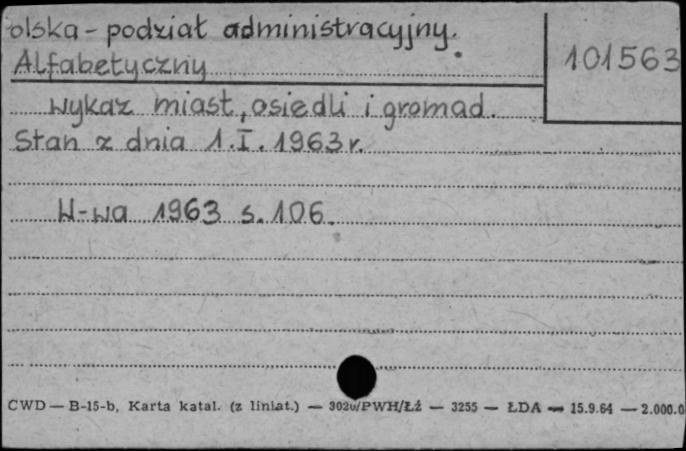 olska - podział administracyjny.
Alfabetyczny
101563
wykaz miast, osiedli i gromad.
Stan z dnia 1.I.1963 r.
W-wa 1963 s. 106.
CWD — B-15-b, Karta katal. (z liniat.) — 3020/PWH/Łź — 3255 — ŁDA — 15.9.64 — 2.000.0